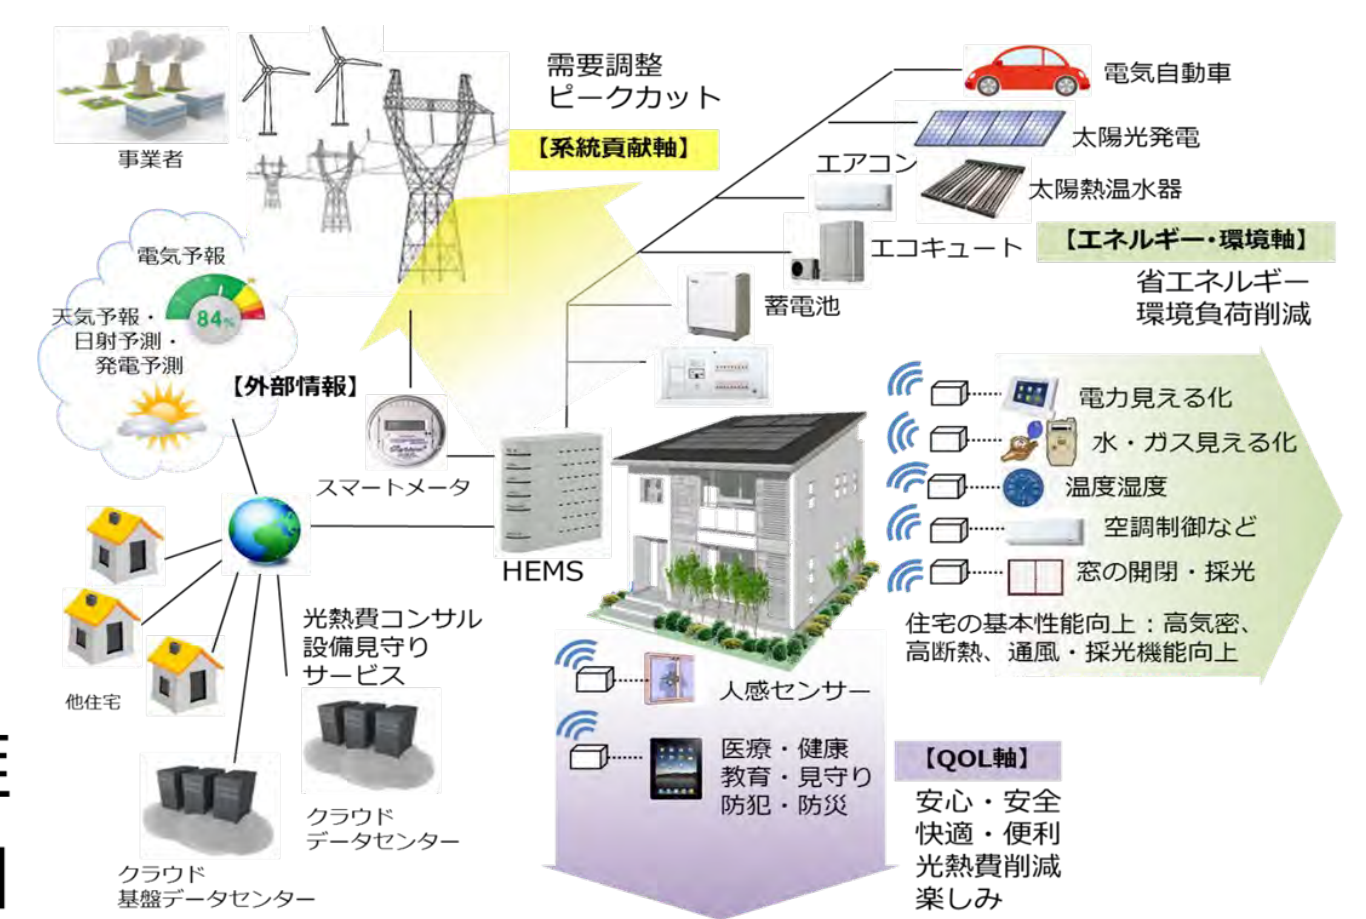 需要調整
ピークカット
【系統貢献軸】
事業者
電気自動車
太陽光発電
エアコン
太陽熱温水器
エコキュート
【エネルギー・環境軸】
省エネルギー
環境負荷削減
蓄電池
電気予報
84%
天気予報・
日射予測・
発電予測
【外部情報】
スマートメータ
HEMS
電力見える化
水・ガス見える化
温度湿度
空調制御など
窓の開閉・採光
住宅の基本性能向上：高気密、
高断熱、通風・採光機能向上
光熱費コンサル
設備見守り
サービス
他住宅
クラウド
データセンター
クラウド
基盤データセンター
人感センサー
医療・健康
教育・見守り
防犯・防災
【QOL軸】
安心・安全
快適・便利
光熱費削減
楽しみ